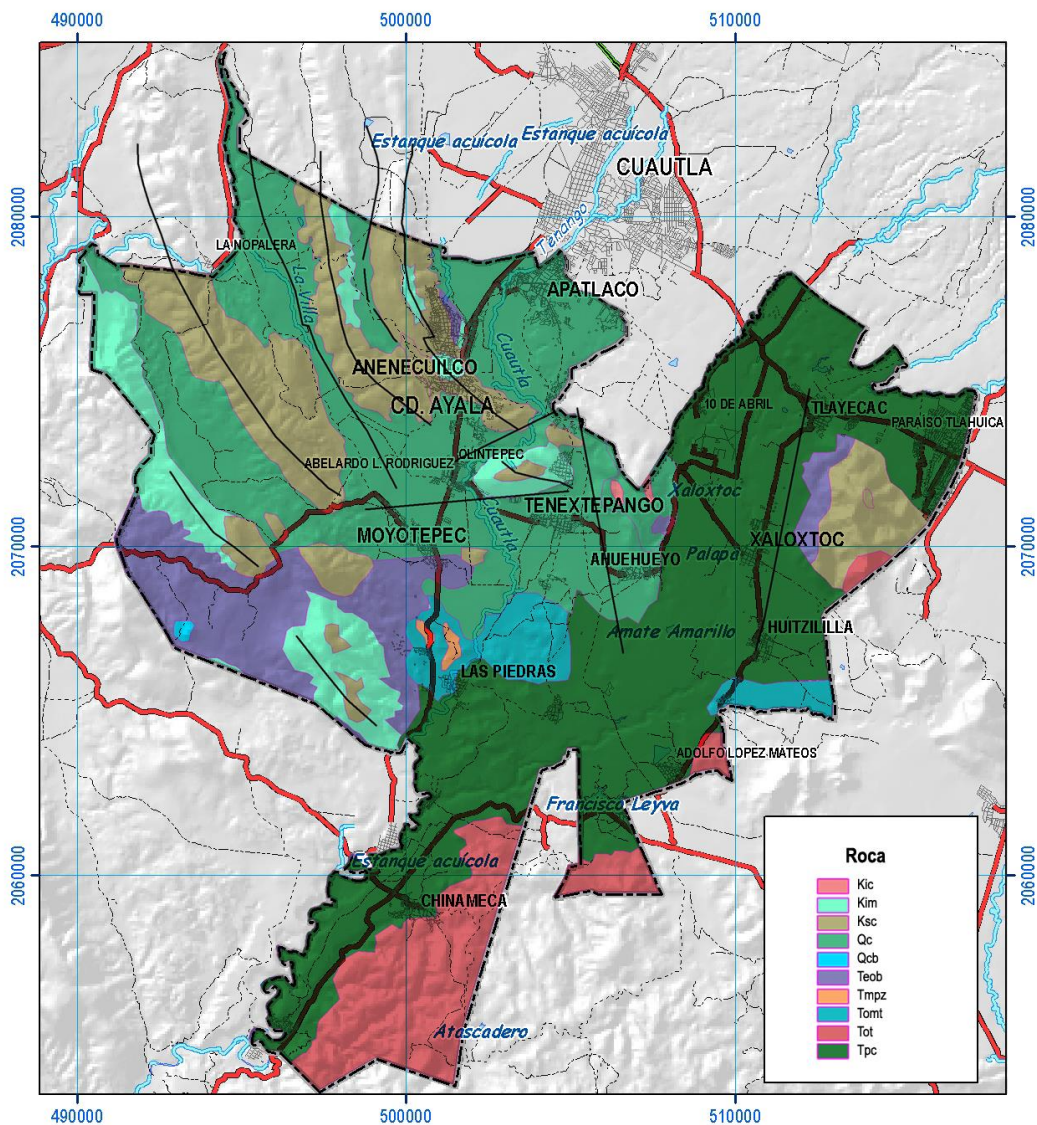 490000
500000
510000
Estanque acuícola
Estanque acuícola
CUAUTLA
2080000
2080000
Tenango
LA NOPALERA
La Villa
APATLACO
Cuautla
ANENECUILCO
CD. AYALA
10 DE ABRIL
TLAYECAC
PARAÍSO TLAHUICA
OLINTEPEC
ABELARDO L. RODRIGUEZ
Xaloxtoc
Cuautla
TENEXTEPANGO
MOYOTEPEC
XALOXTOC
2070000
2070000
AHUEHUEYO
Palapa
Amate Amarillo
HUITZILILLA
LAS PIEDRAS
ADOLFO LOPEZ MATEOS
Francisco Leyva
Estanque acuícola
2060000
2060000
CHINAMECA
Atascadero
Roca
Kic
Kim
Ksc
Qc
Qcb
Teob
Tmpz
Tomt
Tot
Tpc
490000
500000
510000